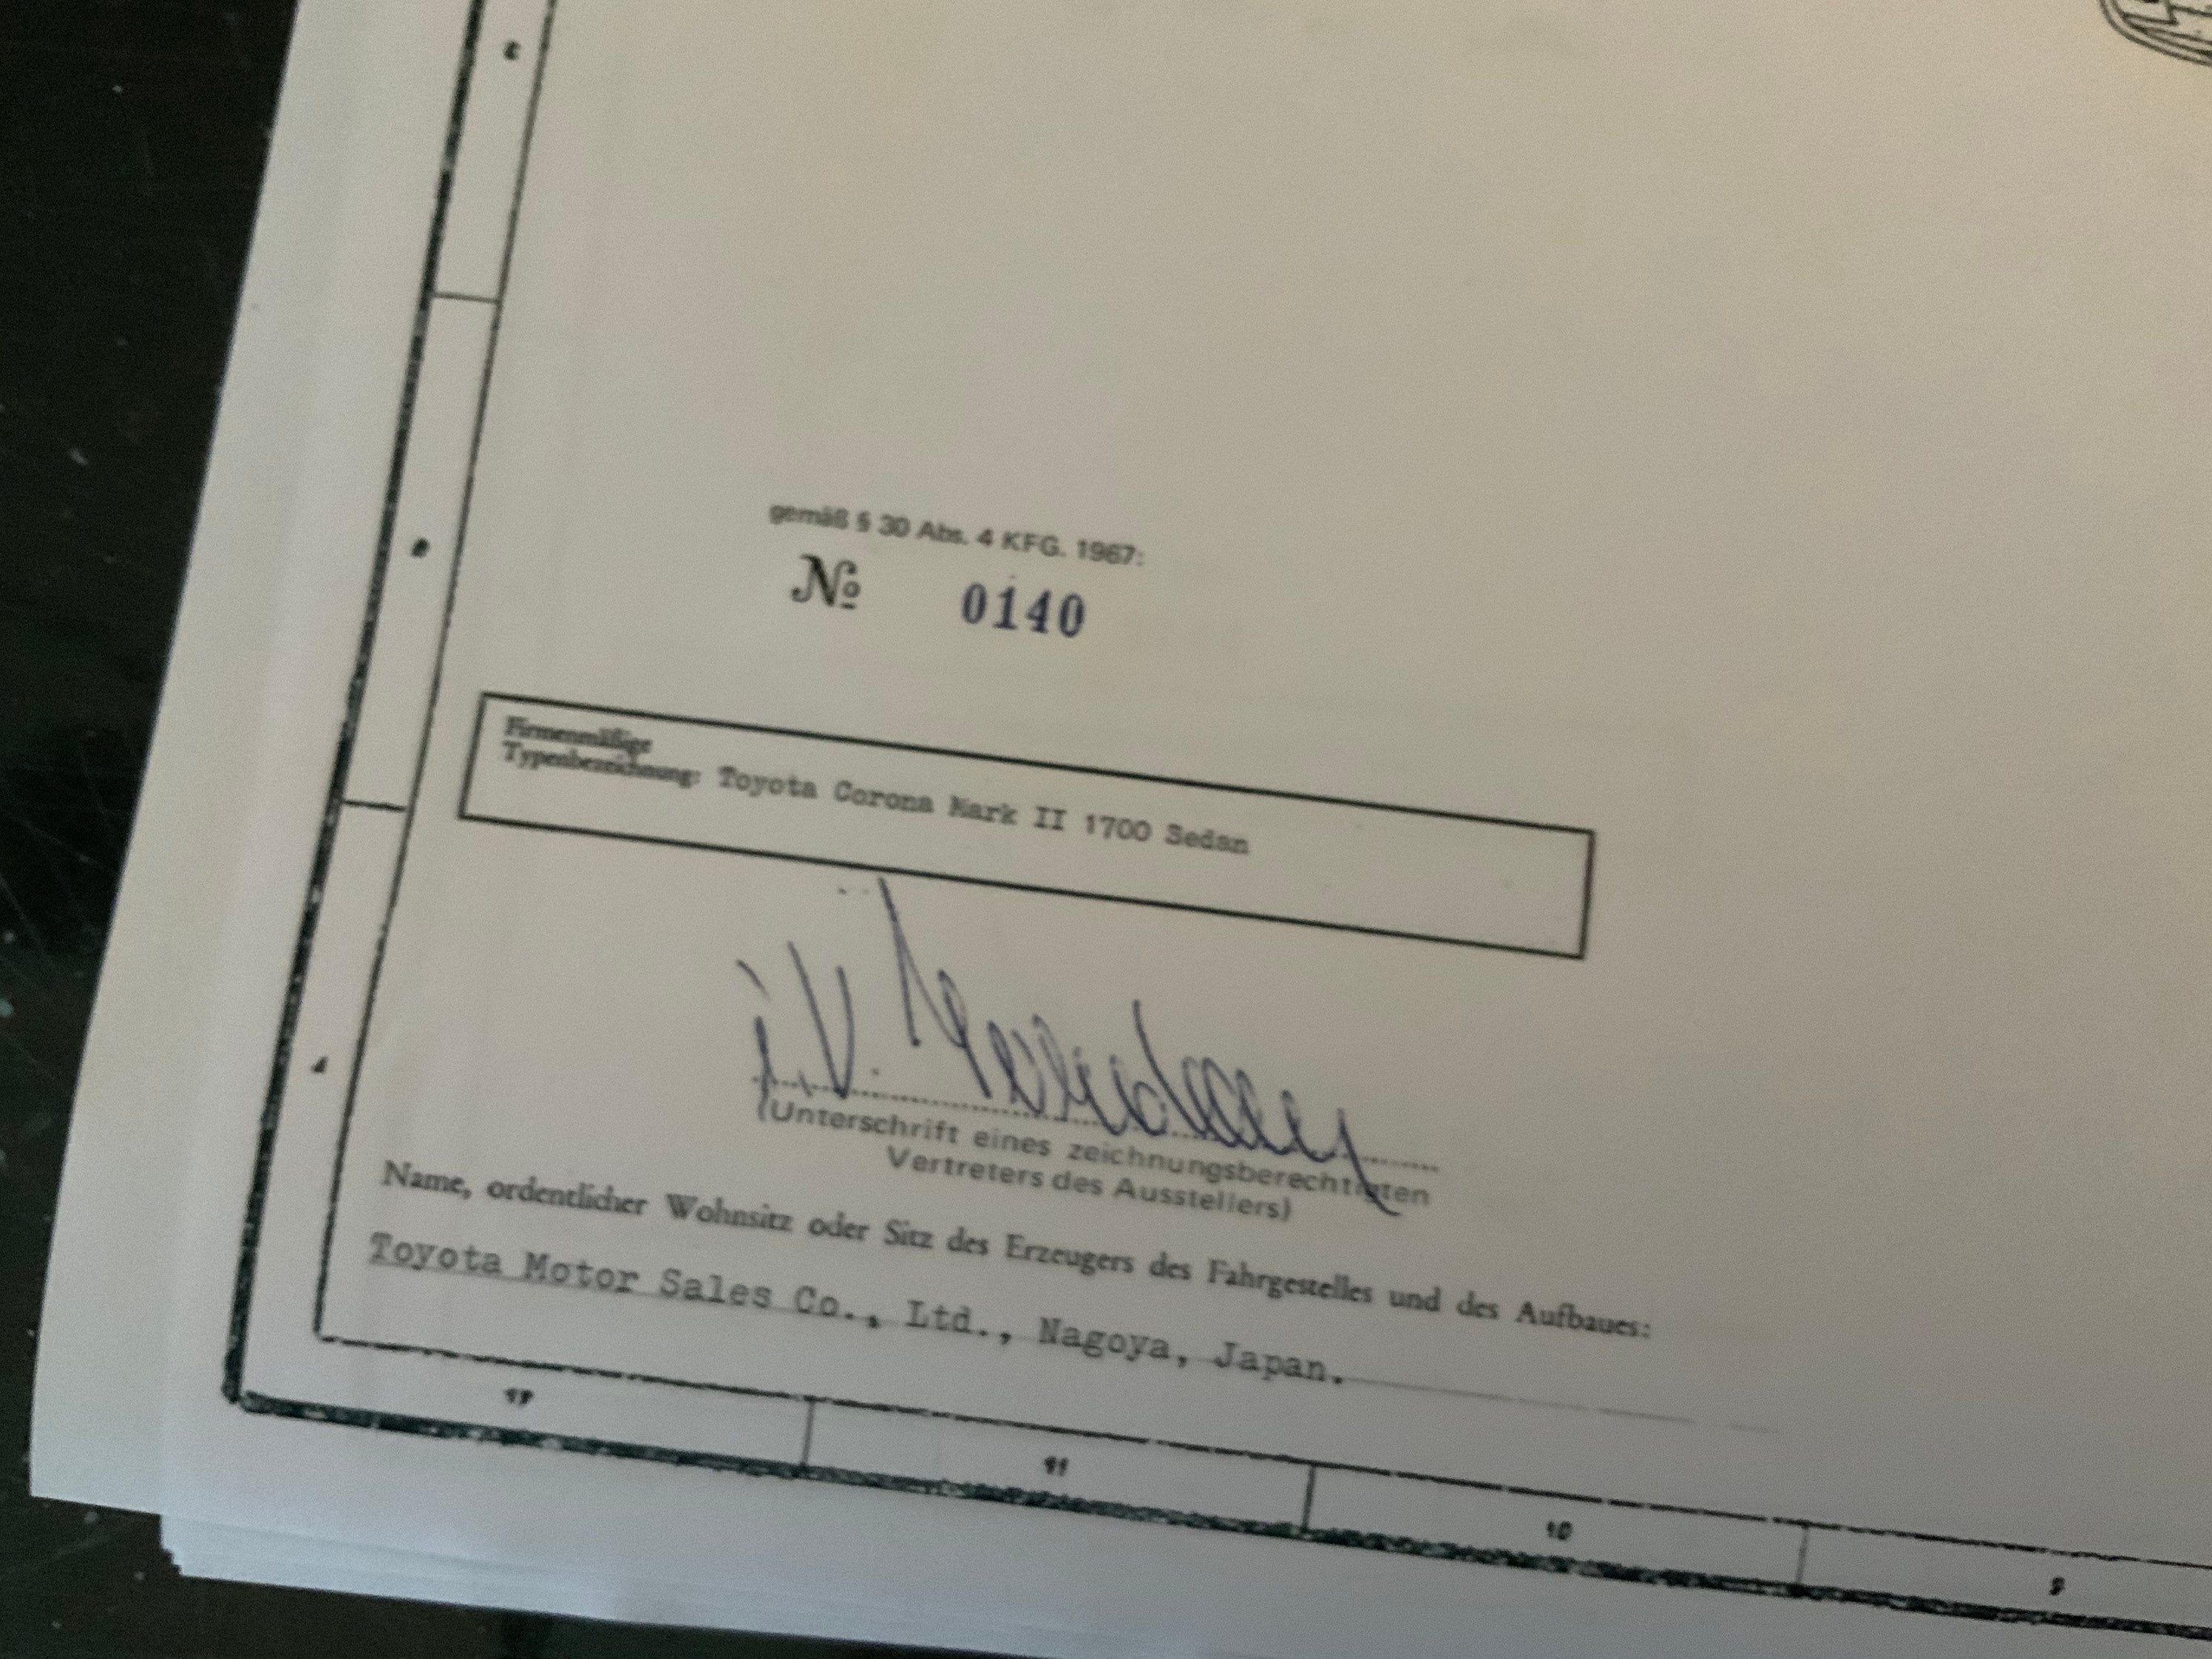 C
B
gemäß § 30 Abs. 4 KFG. 1967:
№ 0140
Firmenmäßige
Typenbezeichnung: Toyota Corona Mark II 1700 Sedan
i.V.
(Unterschrift eines zeichnungsberechtigten
Vertreters des Ausstellers)
A
Name, ordentlicher Wohnsitz oder Sitz des Erzeugers des Fahrgestelles und des Aufbaues:
Toyota Motor Sales Co., Ltd., Nagoya, Japan.
12 11 10 9